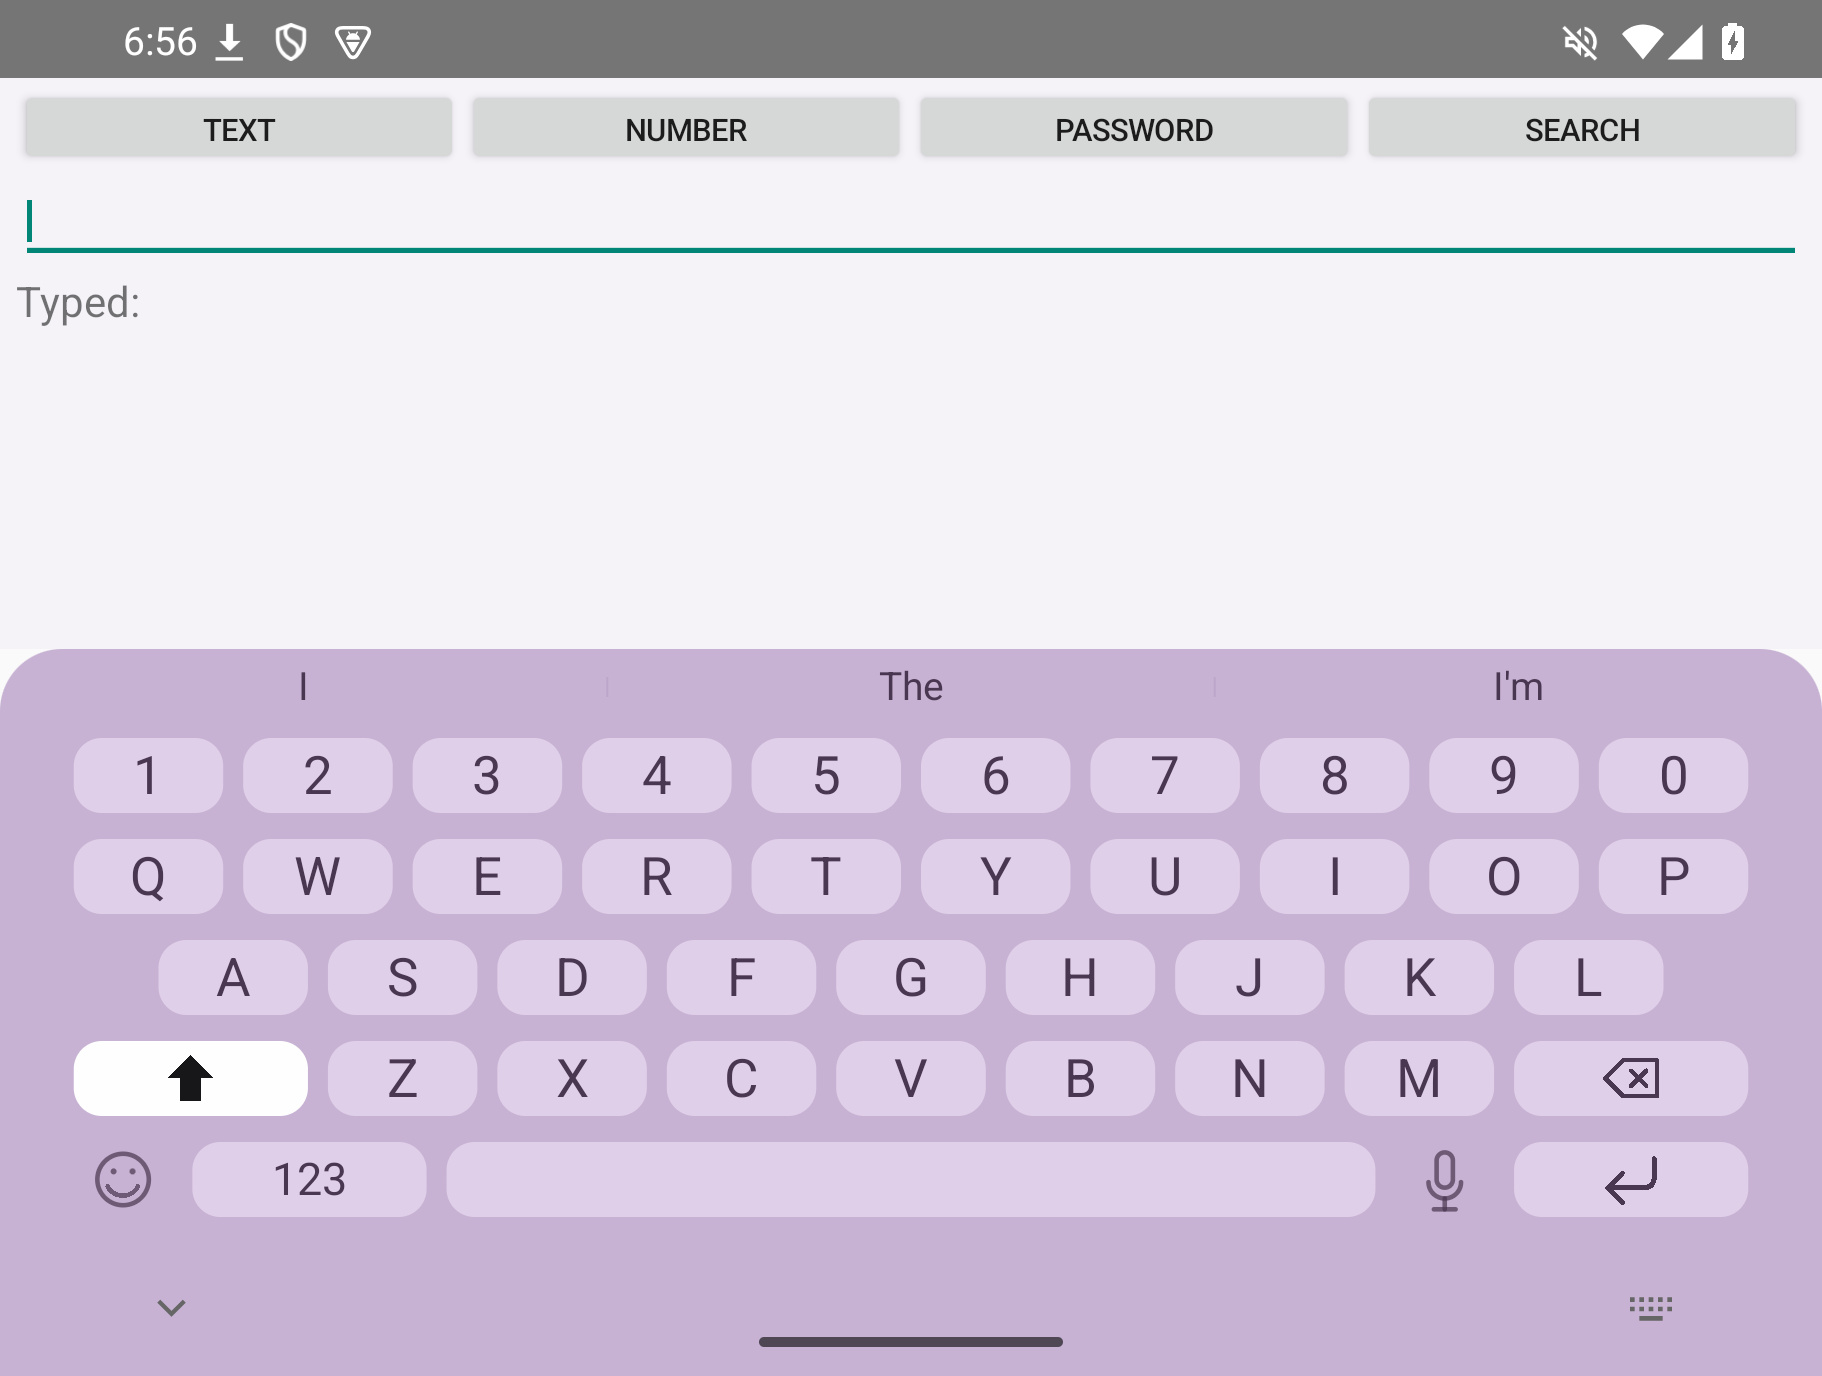 6:56
TEXT NUMBER PASSWORD SEARCH
Typed:
I The I'm
1 2 3 4 5 6 7 8 9 0
Q W E R T Y U I O P
A S D F G H J K L
Z X C V B N M
123